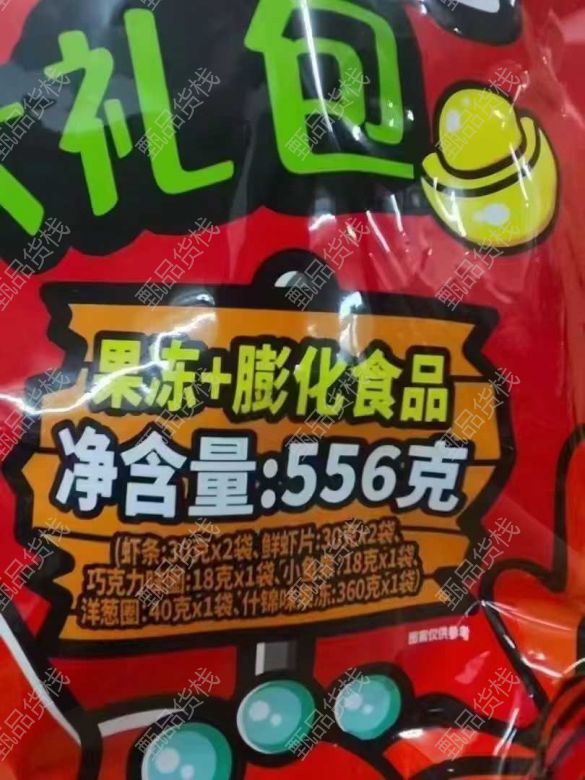 大礼包
果冻+膨化食品
净含量:556克
(虾条:30克x2袋、鲜虾片:30克x2袋、
巧克力味圈:18克x1袋、小 18克x1袋、
洋葱圈:40克x1袋、什锦味果冻:360克x1袋)
图案仅供参考
甄品货栈